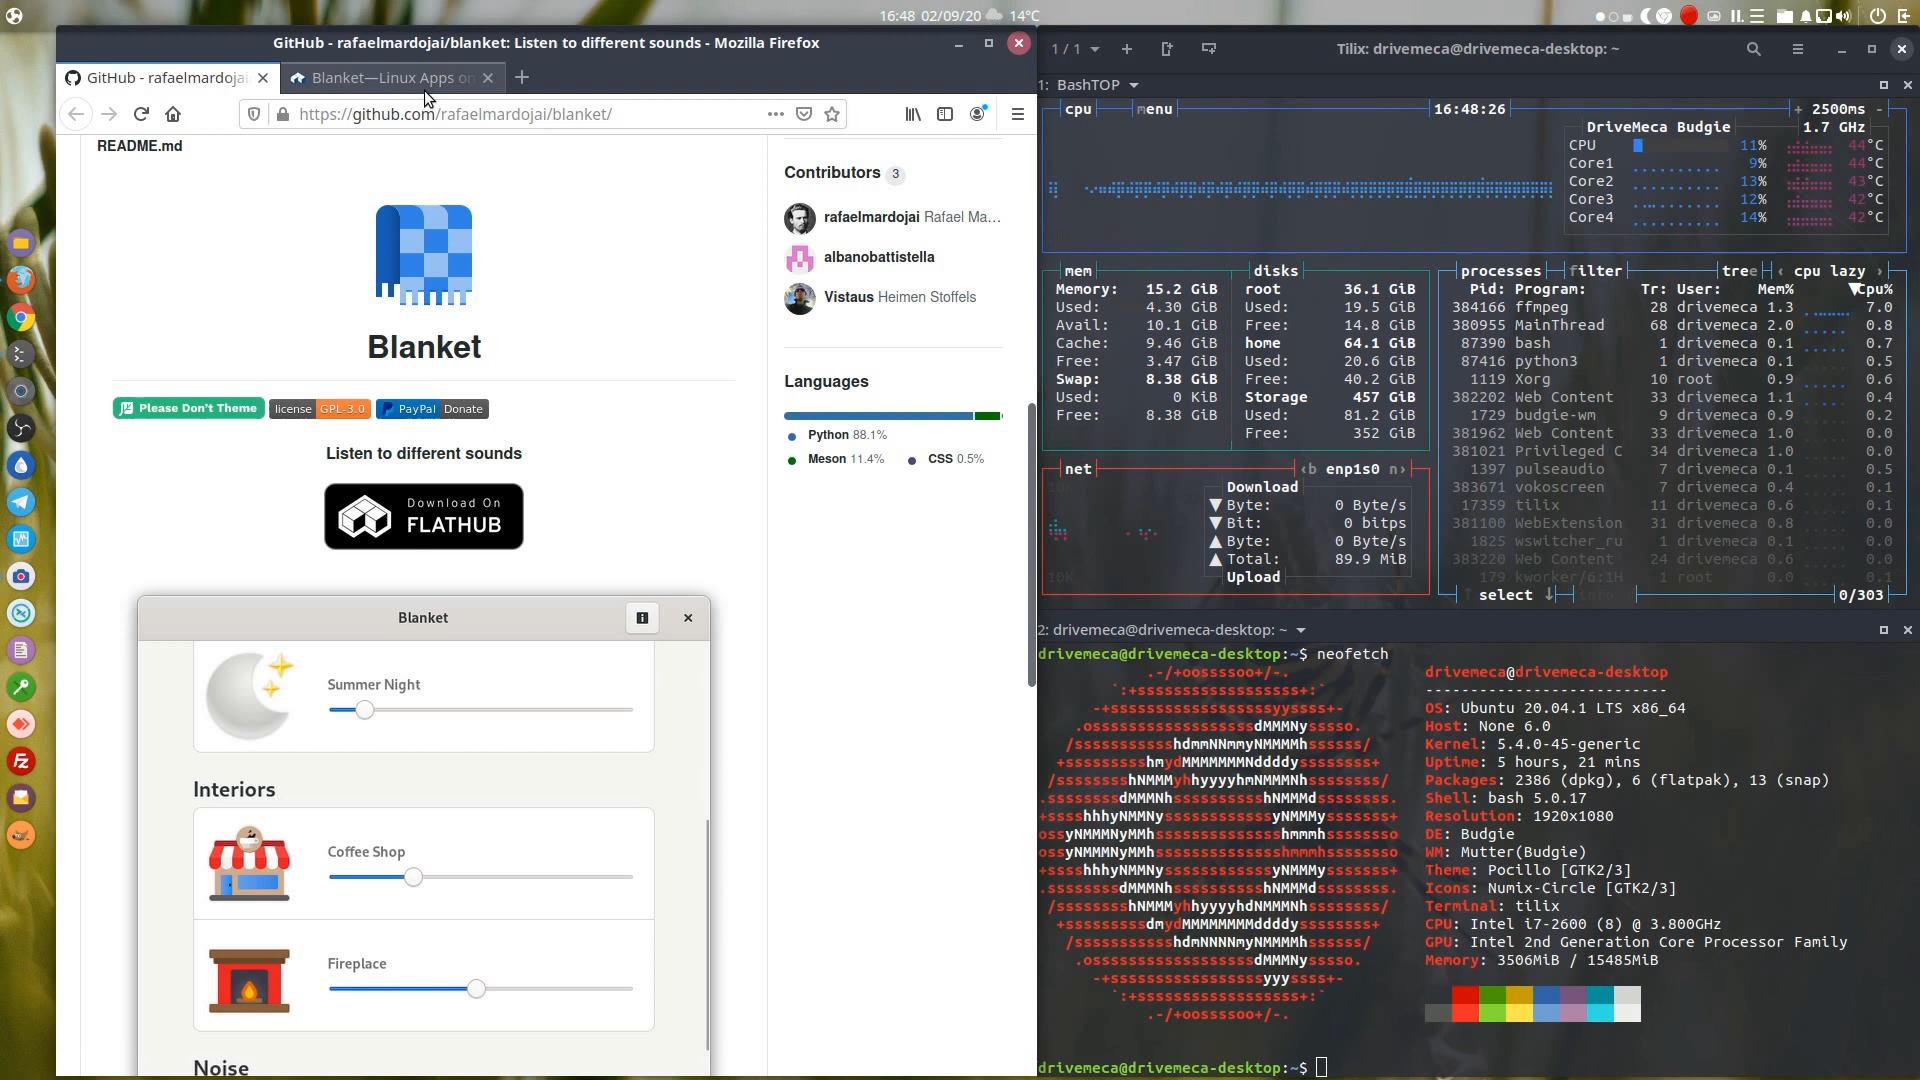 16:48 02/09/20 14°C
GitHub - rafaelmardojai/blanket: Listen to different sounds - Mozilla Firefox
GitHub - rafaelmardojai
Blanket—Linux Apps on
https://github.com/rafaelmardojai/blanket/
README.md
Blanket
Please Don't Theme
license GPL-3.0
PayPal Donate
Listen to different sounds
Download On
FLATHUB
Blanket
Summer Night
Interiors
Coffee Shop
Fireplace
Noise
Contributors 3
rafaelmardojai Rafael Ma...
albanobattistella
Vistaus Heimen Stoffels
Languages
Python 88.1%
Meson 11.4% CSS 0.5%
1 / 1
Tilix: drivemeca@drivemeca-desktop: ~
1: BashTOP
cpu menu 16:48:26 + 2500ms -
DriveMeca Budgie 1.7 GHz
CPU 11% 44°C
Core1 9% 44°C
Core2 13% 43°C
Core3 12% 42°C
Core4 14% 42°C
mem
Memory: 15.2 GiB
Used: 4.30 GiB
Avail: 10.1 GiB
Cache: 9.46 GiB
Free: 3.47 GiB
Swap: 8.38 GiB
Used: 0 KiB
Free: 8.38 GiB
disks
root 36.1 GiB
Used: 19.5 GiB
Free: 14.8 GiB
home 64.1 GiB
Used: 20.6 GiB
Free: 40.2 GiB
Storage 457 GiB
Used: 81.2 GiB
Free: 352 GiB
net ‹b enp1s0 n›
Download
▼ Byte: 0 Byte/s
▼ Bit: 0 bitps
▲ Byte: 0 Byte/s
▲ Total: 89.9 MiB
Upload
processes filter tree ‹ cpu lazy ›
Pid: Program: Tr: User: Mem% ▼Cpu%
384166 ffmpeg 28 drivemeca 1.3 7.0
380955 MainThread 68 drivemeca 2.0 0.8
87390 bash 1 drivemeca 0.1 0.7
87416 python3 1 drivemeca 0.1 0.5
1119 Xorg 10 root 0.9 0.6
382202 Web Content 33 drivemeca 1.1 0.4
1729 budgie-wm 9 drivemeca 0.9 0.2
381962 Web Content 33 drivemeca 1.0 0.0
381021 Privileged C 34 drivemeca 1.0 0.0
1397 pulseaudio 7 drivemeca 0.1 0.5
383671 vokoscreen 7 drivemeca 0.4 0.1
17359 tilix 11 drivemeca 0.6 0.1
381100 WebExtension 31 drivemeca 0.8 0.0
1825 wswitcher_ru 1 drivemeca 0.1 0.0
383220 Web Content 24 drivemeca 0.6 0.0
179 kworker/6:1H 1 root 0.0 0.1
↑ select ↓ 0/303
2: drivemeca@drivemeca-desktop: ~
drivemeca@drivemeca-desktop:~$ neofetch
drivemeca@drivemeca-desktop
---------------------------
OS: Ubuntu 20.04.1 LTS x86_64
Host: None 6.0
Kernel: 5.4.0-45-generic
Uptime: 5 hours, 21 mins
Packages: 2386 (dpkg), 6 (flatpak), 13 (snap)
Shell: bash 5.0.17
Resolution: 1920x1080
DE: Budgie
WM: Mutter(Budgie)
Theme: Pocillo [GTK2/3]
Icons: Numix-Circle [GTK2/3]
Terminal: tilix
CPU: Intel i7-2600 (8) @ 3.800GHz
GPU: Intel 2nd Generation Core Processor Family
Memory: 3506MiB / 15485MiB
drivemeca@drivemeca-desktop:~$